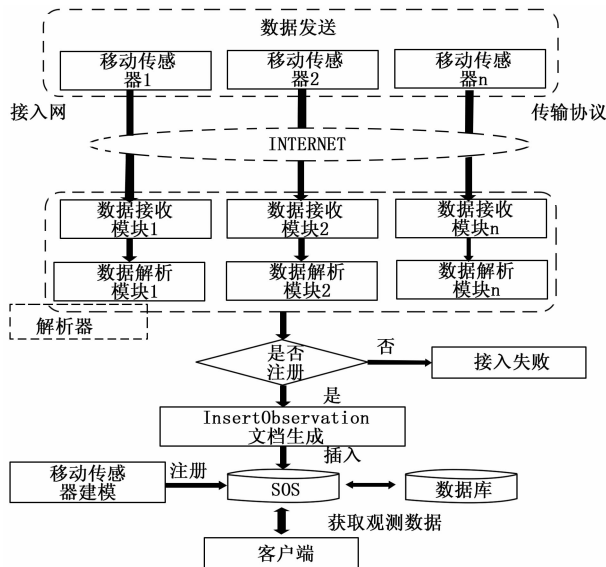 数据发送
移动传感
器1
移动传感
器2
移动传感
器n
接入网
传输协议
INTERNET
数据接收
模块1
数据接收
模块2
数据接收
模块n
数据解析
模块1
数据解析
模块2
数据解析
模块n
解析器
是否
注册
否
接入失败
是
InsertObservation
文档生成
插入
移动传感
器建模
注册
SOS
数据库
获取观测数据
客户端